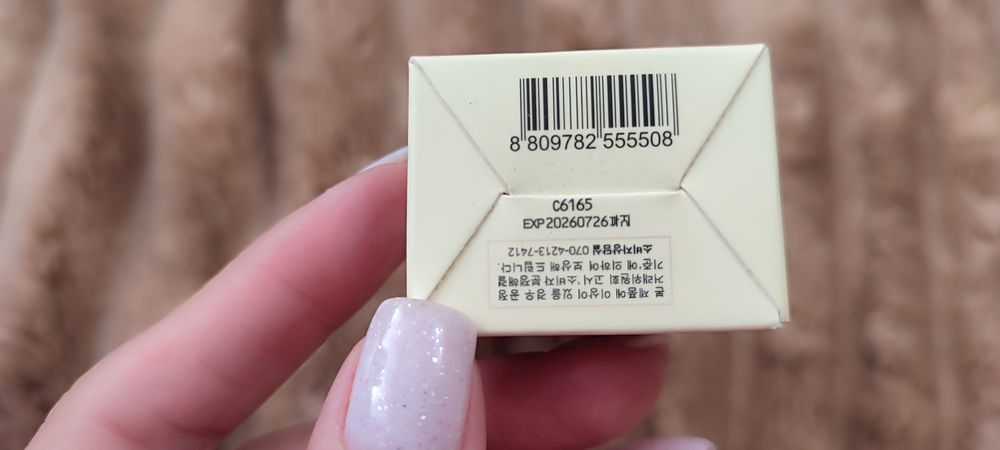 8 809782 555508
C6165
EXP20260726까지
본 제품에 이상이 있을 경우 공정
거래위원회 고시 '소비자 분쟁해결
기준'에 의하여 보상해 드립니다.
소비자상담실 070-4213-7412